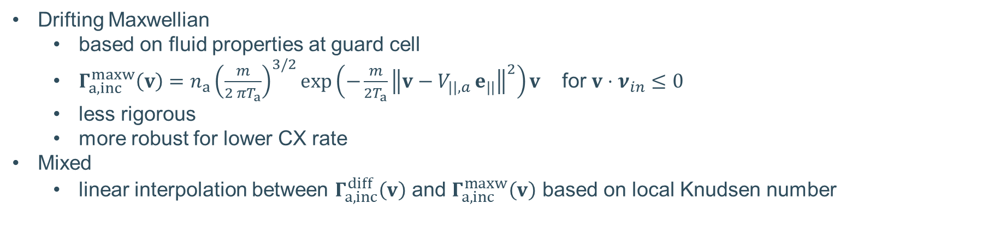 • Drifting Maxwellian
• based on fluid properties at guard cell
• $\mathbf{\Gamma}_{\mathrm{a,inc}}^{\mathrm{maxw}}(\mathbf{v}) = n_{\mathrm{a}} \left( \frac{m}{2\,\pi T_{\mathrm{a}}} \right)^{3/2} \exp\left( -\frac{m}{2T_{\mathrm{a}}} \left\| \mathbf{v} - V_{||,a}\, \mathbf{e}_{||} \right\|^2 \right) \mathbf{v}$ for $\mathbf{v} \cdot \boldsymbol{\nu}_{in} \leq 0$
• less rigorous
• more robust for lower CX rate
• Mixed
• linear interpolation between $\mathbf{\Gamma}_{\mathrm{a,inc}}^{\mathrm{diff}}(\mathbf{v})$ and $\mathbf{\Gamma}_{\mathrm{a,inc}}^{\mathrm{maxw}}(\mathbf{v})$ based on local Knudsen number